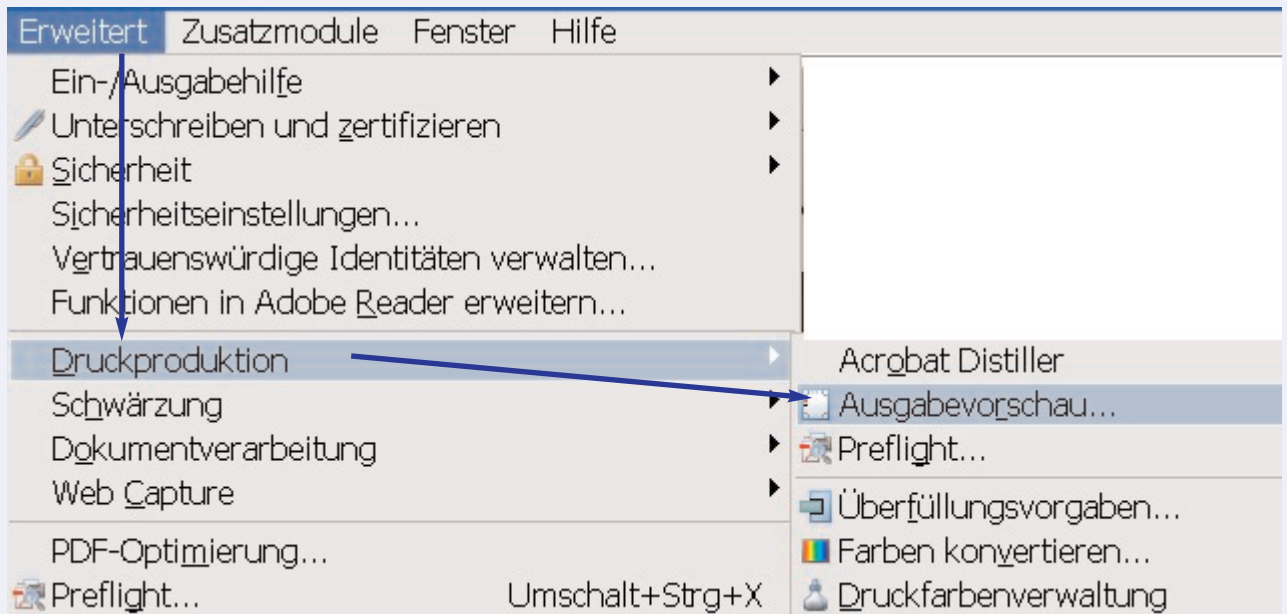 Erweitert Zusatzmodule Fenster Hilfe
Ein-/Ausgabehilfe
Unterschreiben und zertifizieren
Sicherheit
Sicherheitseinstellungen...
Vertrauenswürdige Identitäten verwalten...
Funktionen in Adobe Reader erweitern...
Druckproduktion
Schwärzung
Dokumentverarbeitung
Web Capture
PDF-Optimierung...
Preflight... Umschalt+Strg+X
Acrobat Distiller
Ausgabevorschau...
Preflight...
Überfüllungsvorgaben...
Farben konvertieren...
Druckfarbenverwaltung